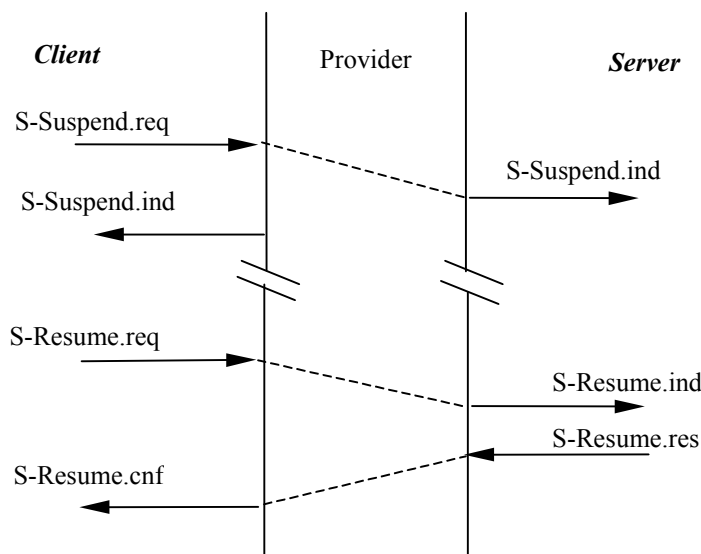 Client
Provider
Server
S-Suspend.req
S-Suspend.ind
S-Suspend.ind
S-Resume.req
S-Resume.ind
S-Resume.res
S-Resume.cnf